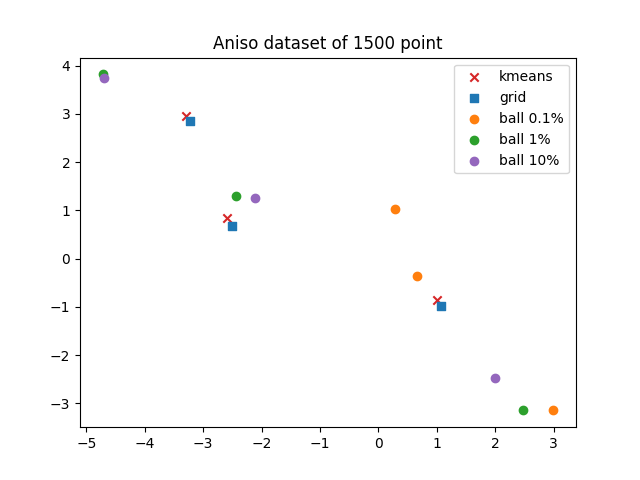 Aniso dataset of 1500 point
kmeans
grid
ball 0.1%
ball 1%
ball 10%
4
3
2
1
0
−1
−2
−3
−5 −4 −3 −2 −1 0 1 2 3